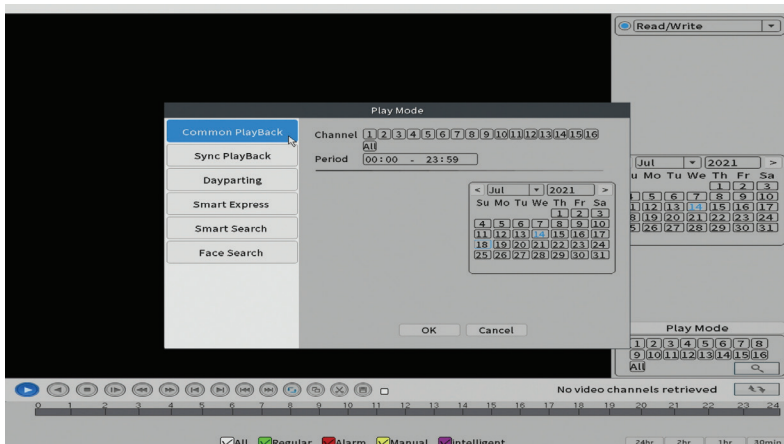 Read/Write
Play Mode
Common PlayBack
Sync PlayBack
Dayparting
Smart Express
Smart Search
Face Search
Channel 1 2 3 4 5 6 7 8 9 10 11 12 13 14 15 16
All
Period 00:00 - 23:59
< Jul 2021 >
Su Mo Tu We Th Fr Sa
1 2 3
4 5 6 7 8 9 10
11 12 13 14 15 16 17
18 19 20 21 22 23 24
25 26 27 28 29 30 31
OK Cancel
Jul 2021 >
u Mo Tu We Th Fr Sa
1 2 3
5 6 7 8 9 10
1 12 13 14 15 16 17
8 19 20 21 22 23 24
5 26 27 28 29 30 31
Play Mode
1 2 3 4 5 6 7 8
9 10 11 12 13 14 15 16
All
No video channels retrieved
0 1 2 3 4 5 6 7 8 9 10 11 12 13 14 15 16 17 18 19 20 21 22 23 24
All Regular Alarm Manual Intelligent
24hr 2hr 1hr 30min